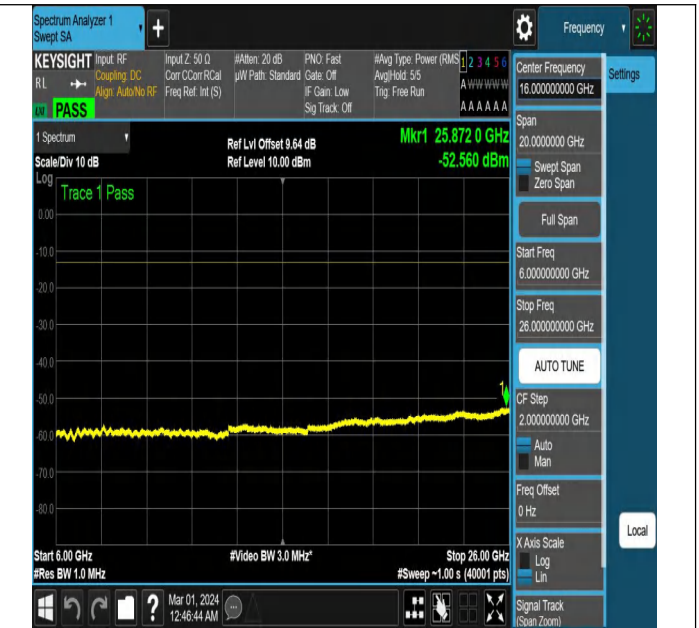 Spectrum Analyzer 1
Swept SA
+
Frequency
KEYSIGHT
RL
Input: RF
Coupling: DC
Align: Auto/No RF
Input Z: 50 Ω
Corr CCorr RCal
Freq Ref: Int (S)
#Atten: 20 dB
µW Path: Standard
PNO: Fast
Gate: Off
IF Gain: Low
Sig Track: Off
#Avg Type: Power (RMS
Avg|Hold: 5/5
Trig: Free Run
1 2 3 4 5 6
A W W W W W
A A A A A A
PASS
1 Spectrum
Scale/Div 10 dB
Ref Lvl Offset 9.64 dB
Ref Level 10.00 dBm
Mkr1 25.872 0 GHz
-52.560 dBm
Log
Trace 1 Pass
0.00
-10.0
-20.0
-30.0
-40.0
-50.0
-60.0
-70.0
-80.0
1
Start 6.00 GHz
#Res BW 1.0 MHz
#Video BW 3.0 MHz*
Stop 26.00 GHz
#Sweep ~1.00 s (40001 pts)
?
Mar 01, 2024
12:46:44 AM
Center Frequency
16.000000000 GHz
Settings
Span
20.0000000 GHz
Swept Span
Zero Span
Full Span
Start Freq
6.000000000 GHz
Stop Freq
26.000000000 GHz
AUTO TUNE
CF Step
2.000000000 GHz
Auto
Man
Freq Offset
0 Hz
X Axis Scale
Log
Lin
Local
Signal Track
(Span Zoom)